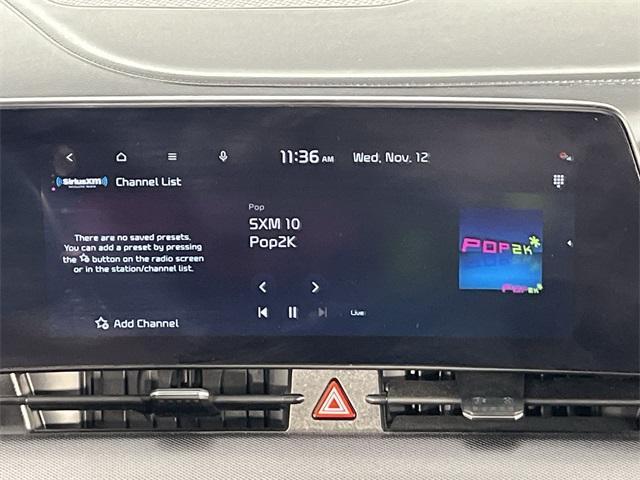 11:36 AM Wed, Nov. 12
SiriusXM Channel List
Pop
SXM 10
Pop2K
There are no saved presets.
You can add a preset by pressing
the button on the radio screen
or in the station/channel list.
POP2K*
POP2K*
Live
Add Channel